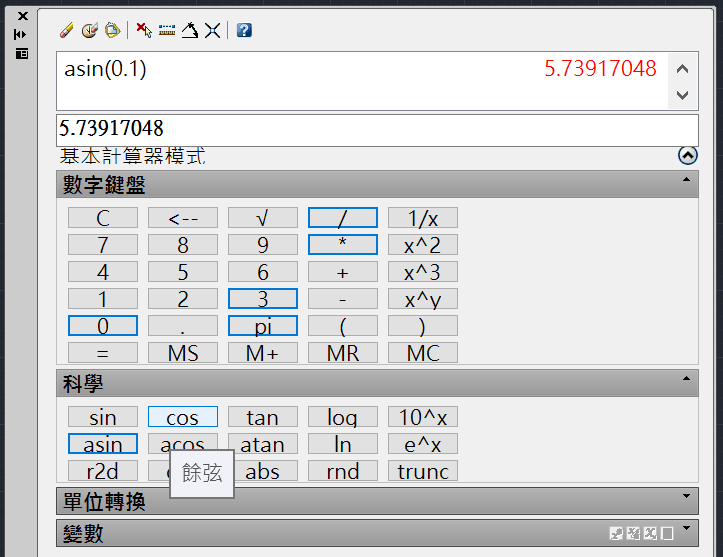 asin(0.1) 5.73917048
5.73917048
基本計算器模式
數字鍵盤
C <-- √ / 1/x
7 8 9 * x^2
4 5 6 + x^3
1 2 3 - x^y
0 . pi ( )
= MS M+ MR MC
科學
sin cos tan log 10^x
asin acos atan ln e^x
r2d abs rnd trunc
餘弦
單位轉換
變數